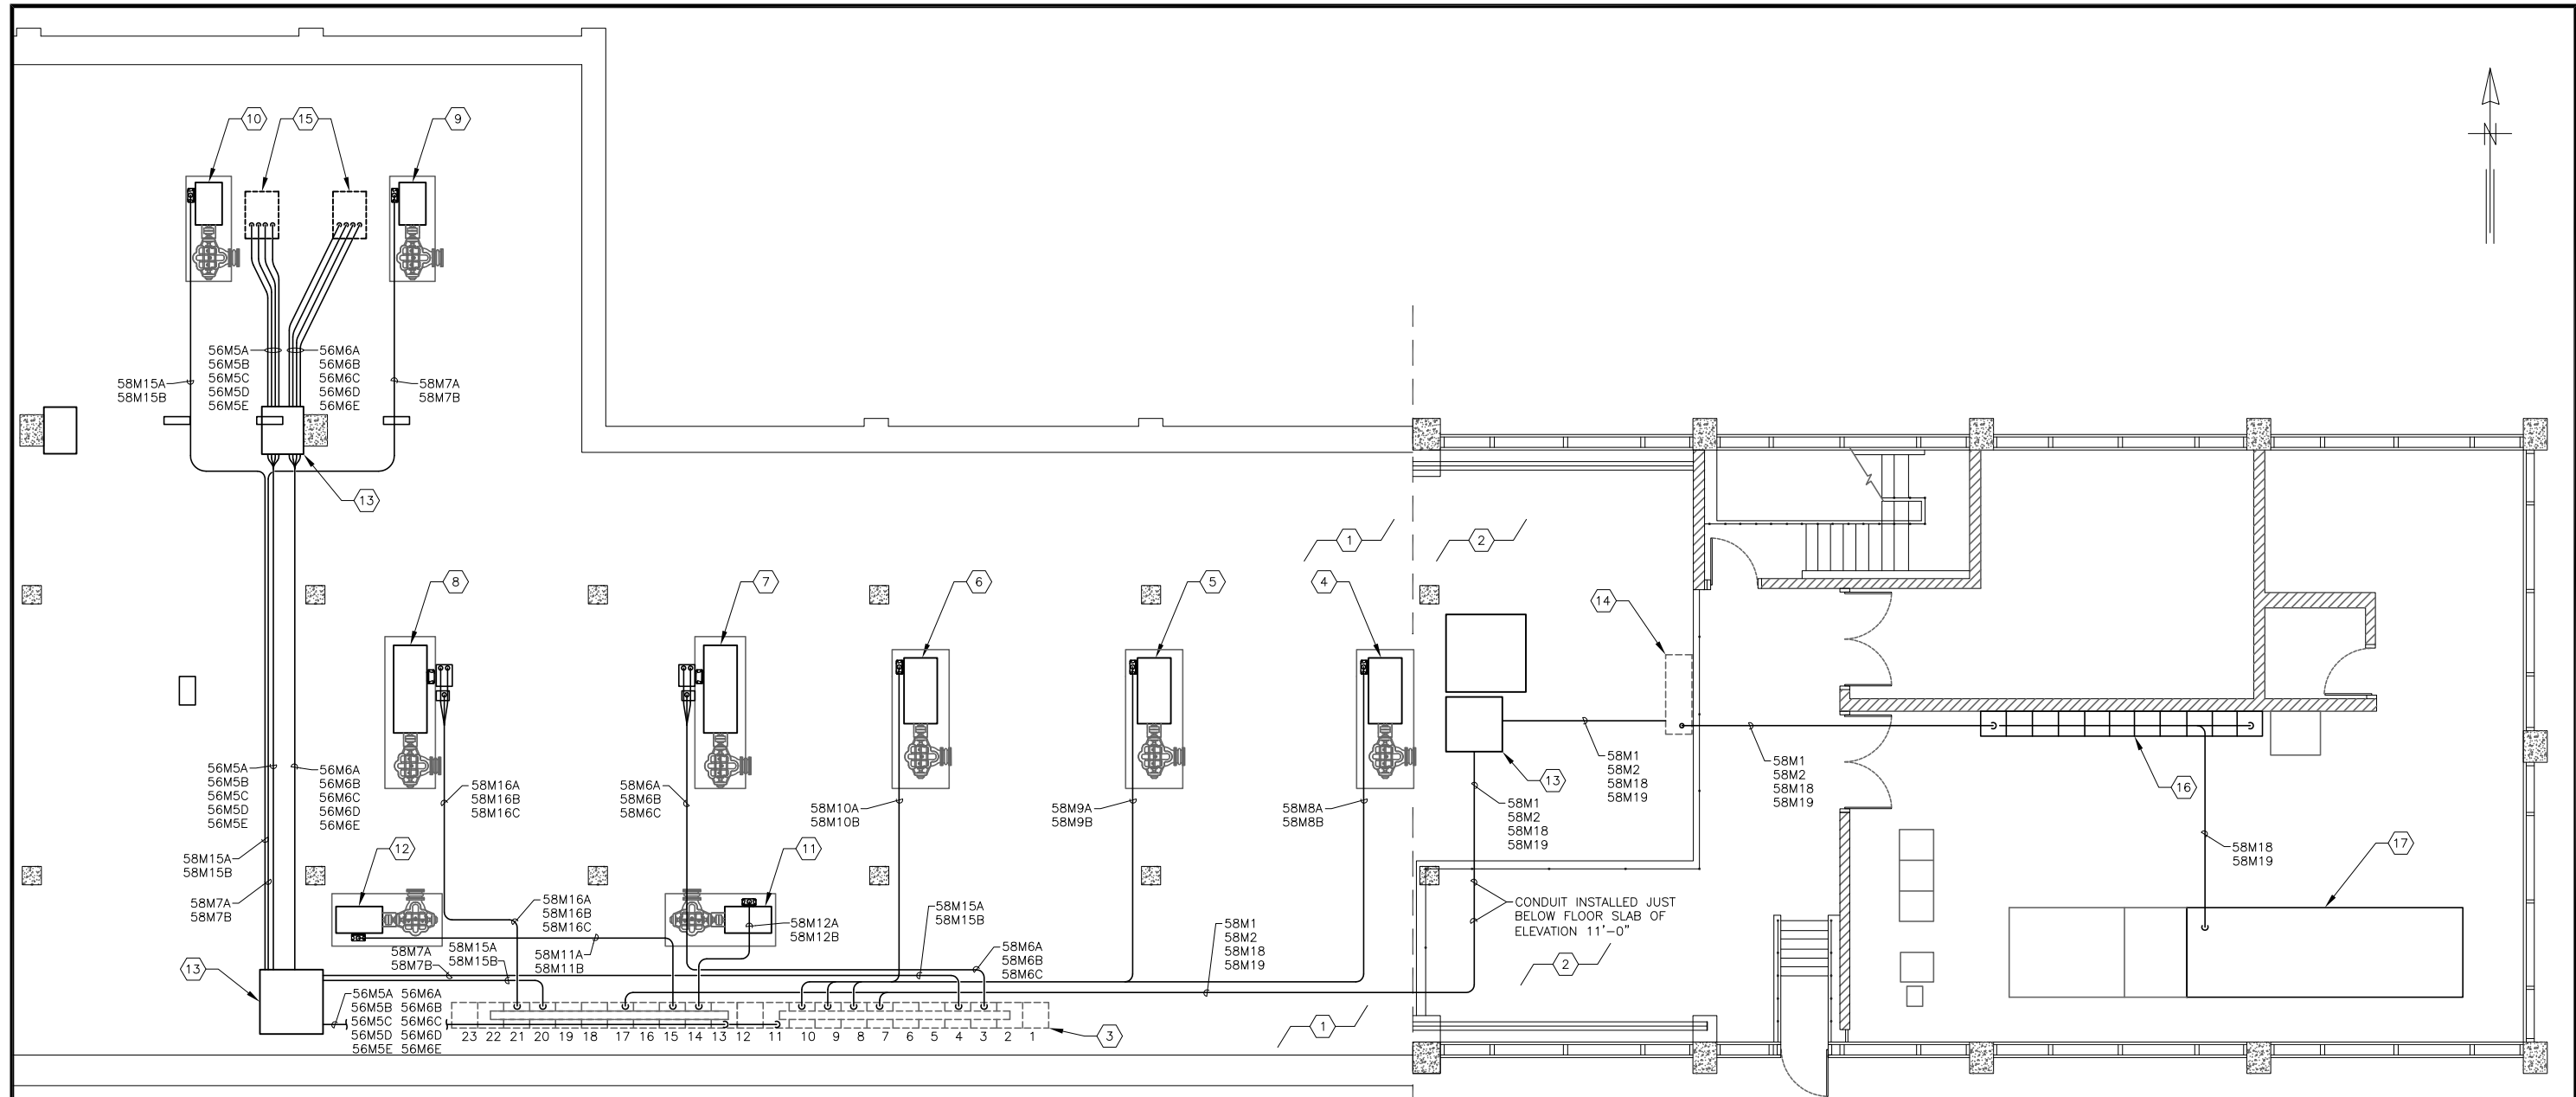 10
15
9
N
56M5A
56M5B
56M5C
56M5D
56M5E
56M6A
56M6B
56M6C
56M6D
56M6E
58M15A
58M15B
58M7A
58M7B
13
1
2
8
7
6
5
4
14
56M5A
56M5B
56M5C
56M5D
56M5E
56M6A
56M6B
56M6C
56M6D
56M6E
58M16A
58M16B
58M16C
58M6A
58M6B
58M6C
58M10A
58M10B
58M9A
58M9B
58M8A
58M8B
58M1
58M2
58M18
58M19
13
58M1
58M2
58M18
58M19
58M1
58M2
58M18
58M19
16
58M15A
58M15B
12
11
58M18
58M19
17
58M7A
58M7B
58M16A
58M16B
58M16C
58M12A
58M12B
58M15A
58M15B
CONDUIT INSTALLED JUST
BELOW FLOOR SLAB OF
ELEVATION 11'-0"
58M7A
58M7B
58M15A
58M15B
58M11A
58M11B
58M6A
58M6B
58M6C
58M1
58M2
58M18
58M19
2
13
56M5A 56M6A
56M5B 56M6B
56M5C 56M6C
56M5D 56M6D
56M5E 56M6E
23 22 21 20 19 18 17 16 15 14 13 12 11 10 9 8 7 6 5 4 3 2 1
3
1